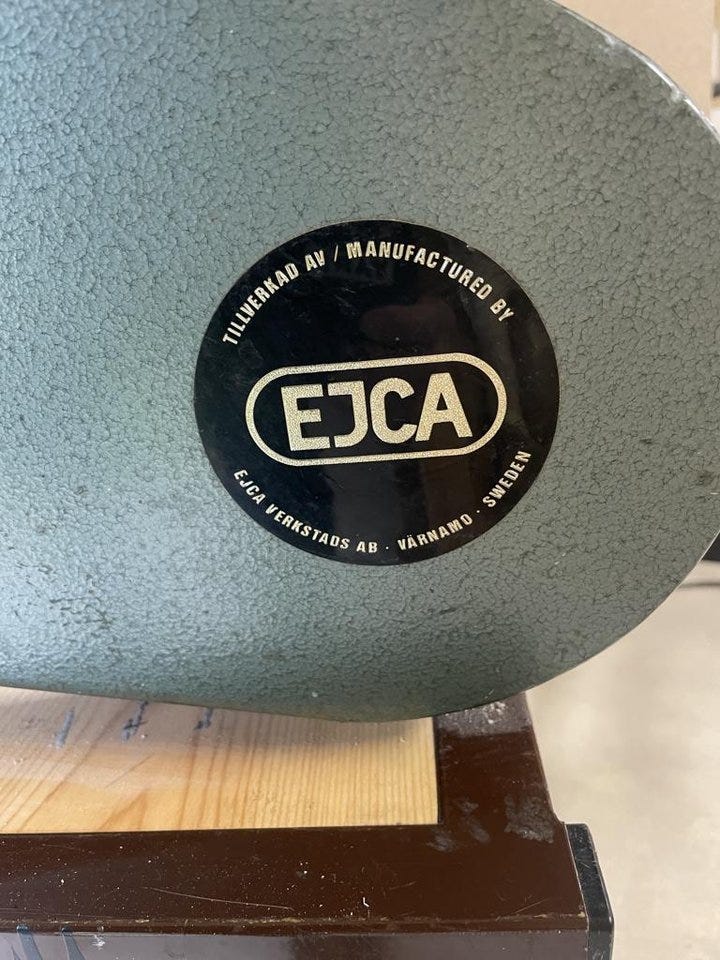 TILLVERKAD AV / MANUFACTURED BY
EJCA
EJCA VERKSTADS AB · VÄRNAMO · SWEDEN